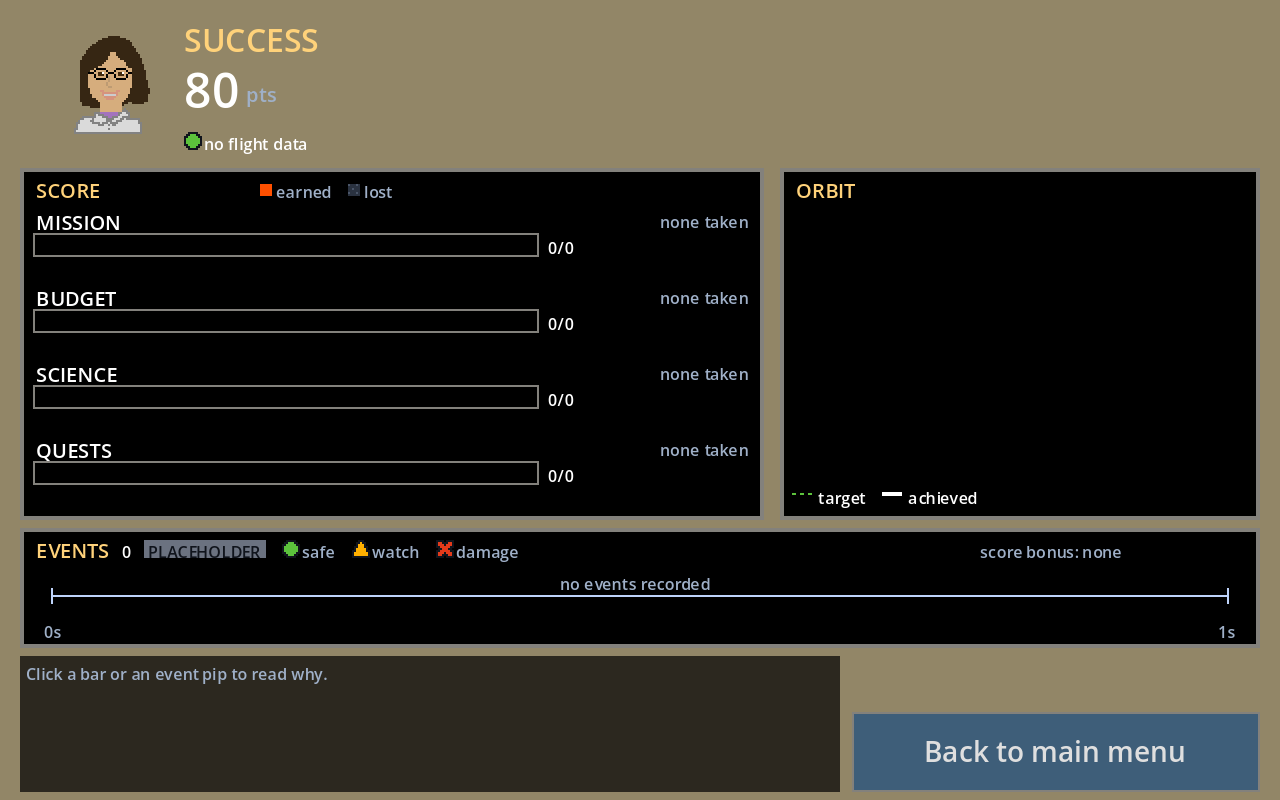 SUCCESS
80 pts
no flight data
SCORE earned lost
MISSION none taken
0/0
BUDGET none taken
0/0
SCIENCE none taken
0/0
QUESTS none taken
0/0
ORBIT
target achieved
EVENTS 0 PLACEHOLDER safe watch damage score bonus: none
no events recorded
0s 1s
Click a bar or an event pip to read why.
Back to main menu